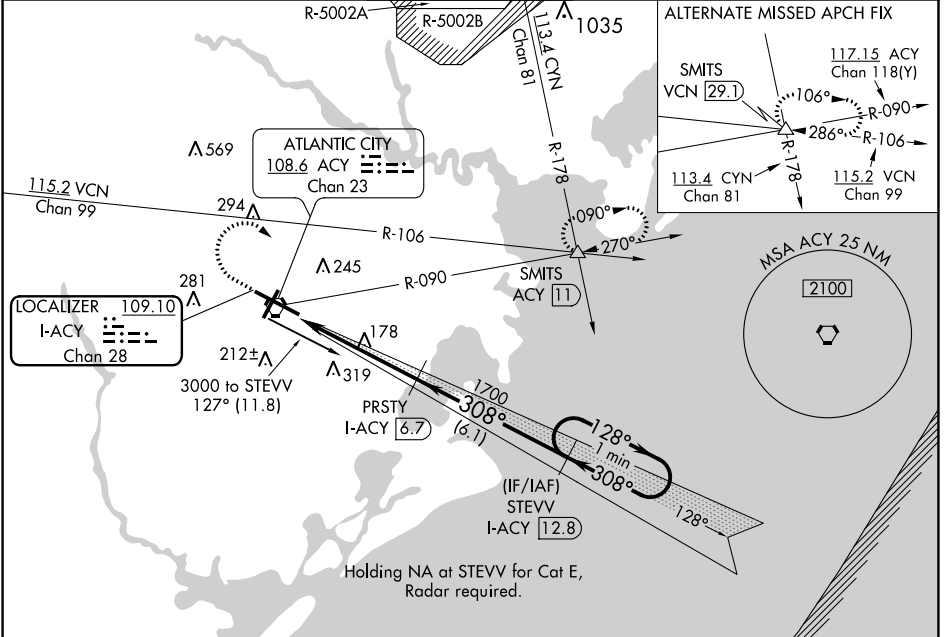 R-5002A
R-5002B
1035
113.4 CYN
Chan 81
R-178
ALTERNATE MISSED APCH FIX
SMITS
VCN 29.1
117.15 ACY
Chan 118(Y)
106°
R-090
286°
R-106
R-178
113.4 CYN
Chan 81
115.2 VCN
Chan 99
569
ATLANTIC CITY
108.6 ACY
Chan 23
115.2 VCN
Chan 99
294
R-106
090°
270°
245
R-090
SMITS
ACY 11
MSA ACY 25 NM
2100
281
LOCALIZER 109.10
I-ACY
Chan 28
178
212±
319
3000 to STEVV
127° (11.8)
PRSTY
I-ACY 6.7
1700
308°
(6.1)
128°
1 min
308°
128°
(IF/IAF)
STEVV
I-ACY 12.8
Holding NA at STEVV for Cat E,
Radar required.